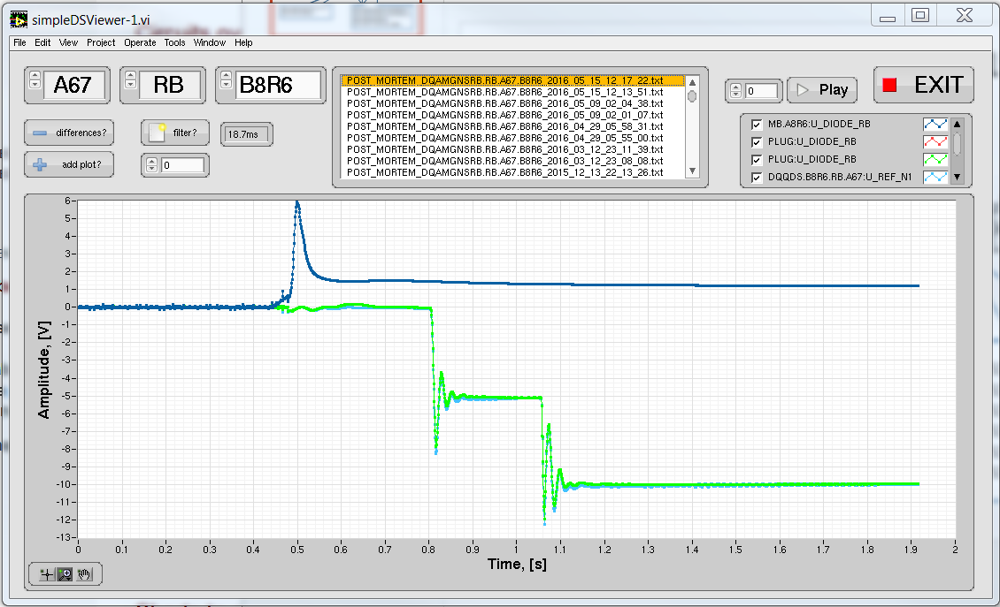 simpleDSViewer-1.vi
File Edit View Project Operate Tools Window Help
A67 RB B8R6
POST_MORTEM_DQAMGNSRB.RB.A67.B8R6_2016_05_15_12_17_22.txt
POST_MORTEM_DQAMGNSRB.RB.A67.B8R6_2016_05_15_12_13_51.txt
POST_MORTEM_DQAMGNSRB.RB.A67.B8R6_2016_05_09_02_04_38.txt
POST_MORTEM_DQAMGNSRB.RB.A67.B8R6_2016_05_09_02_01_07.txt
POST_MORTEM_DQAMGNSRB.RB.A67.B8R6_2016_04_29_05_58_31.txt
POST_MORTEM_DQAMGNSRB.RB.A67.B8R6_2016_04_29_05_55_00.txt
POST_MORTEM_DQAMGNSRB.RB.A67.B8R6_2016_03_12_23_11_39.txt
POST_MORTEM_DQAMGNSRB.RB.A67.B8R6_2016_03_12_23_08_08.txt
POST_MORTEM_DQAMGNSRB.RB.A67.B8R6_2015_12_13_22_13_26.txt
0 Play EXIT
differences? filter? 18.7ms
add plot? 0
MB.A8R6:U_DIODE_RB
PLUG:U_DIODE_RB
PLUG:U_DIODE_RB
DQQDS.B8R6.RB.A67:U_REF_N1
Amplitude, [V]
6
5
4
3
2
1
0
-1
-2
-3
-4
-5
-6
-7
-8
-9
-10
-11
-12
-13
0 0.1 0.2 0.3 0.4 0.5 0.6 0.7 0.8 0.9 1.0 1.1 1.2 1.3 1.4 1.5 1.6 1.7 1.8 1.9 2
Time, [s]